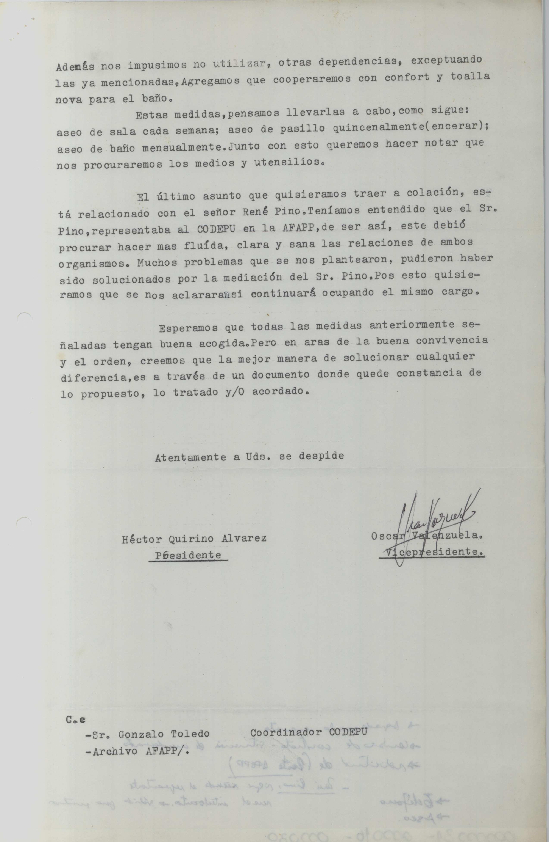 Además nos impusimos no utilizar, otras dependencias, exceptuando
las ya mencionadas.Agregamos que cooperaremos con confort y toalla
nova para el baño.
Estas medidas,pensamos llevarlas a cabo,como sigue:
aseo de sala cada semana; aseo de pasillo quincenalmente(encerar);
aseo de baño mensualmente.Junto con esto queremos hacer notar que
nos procuraremos los medios y utensilios.
El último asunto que quisieramos traer a colación, es-
tá relacionado con el señor René Pino.Teníamos entendido que el Sr.
Pino,representaba al CODEPU en la AFAPP,de ser así, este debió
procurar hacer mas fluída, clara y sana las relaciones de ambos
organismos. Muchos problemas que se nos plantearon, pudieron haber
sido solucionados por la mediación del Sr. Pino.Pos esto quisie-
ramos que se nos aclararansi continuará ocupando el mismo cargo.
Esperamos que todas las medidas anteriormente se-
ñaladas tengan buena acogida.Pero en aras de la buena convivencia
y el orden, creemos que la mejor manera de solucionar cualquier
diferencia,es a través de un documento donde quede constancia de
lo propuesto, lo tratado y/O acordado.
Atentamente a Uds. se despide
Héctor Quirino Alvarez
Oscar Valenzuela.
Vicepresidente.
C.c
-Sr. Gonzalo Toledo Coordinador CODEPU
-Archivo AFAPP/.